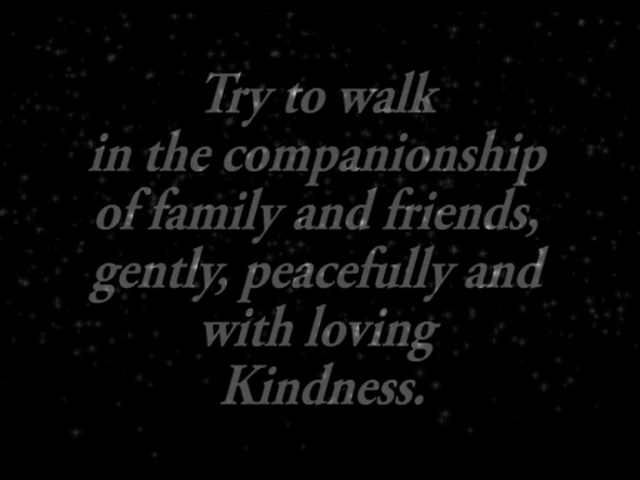 Try to walk
in the companionship
of family and friends,
gently, peacefully and
with loving
Kindness.